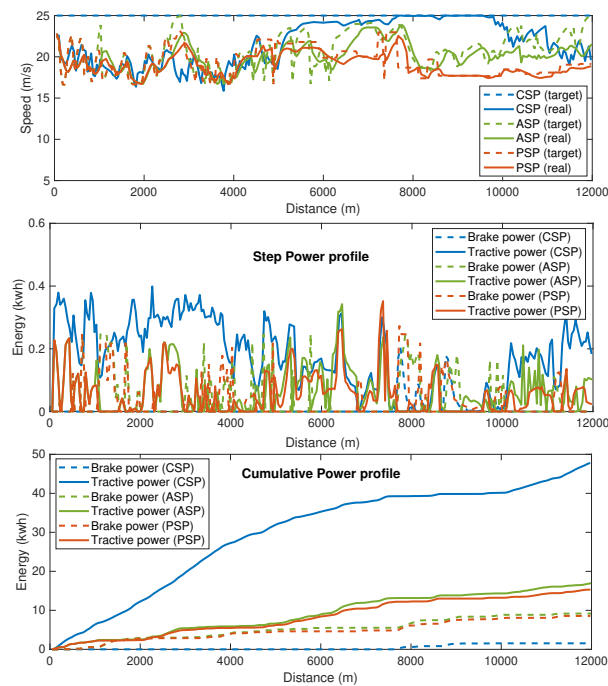 25
20
15
10
5
Speed (m/s)
CSP (target)
CSP (real)
ASP (target)
ASP (real)
PSP (target)
PSP (real)
0 2000 4000 6000 8000 10000 12000
Distance (m)
0.6
0.4
0.2
0
Energy (kwh)
Step Power profile
Brake power (CSP)
Tractive power (CSP)
Brake power (ASP)
Tractive power (ASP)
Brake power (PSP)
Tractive power (PSP)
0 2000 4000 6000 8000 10000 12000
Distance (m)
50
40
30
20
10
0
Energy (kwh)
Cumulative Power profile
Brake power (CSP)
Tractive power (CSP)
Brake power (ASP)
Tractive power (ASP)
Brake power (PSP)
Tractive power (PSP)
0 2000 4000 6000 8000 10000 12000
Distance (m)